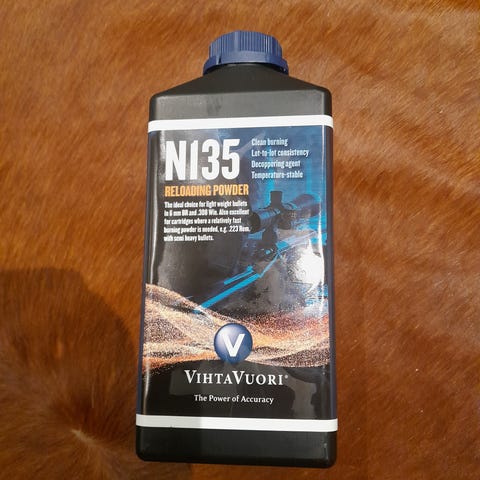 N135
RELOADING POWDER
The ideal choice for light weight bullets
in 6 mm BR and .308 Win. Also excellent
for cartridges where a relatively fast
burning powder is needed, e.g. .223 Rem.
with semi heavy bullets.
Clean burning
Lot-to-lot consistency
Decoppering agent
Temperature-stable
V
VIHTAVUORI®
The Power of Accuracy